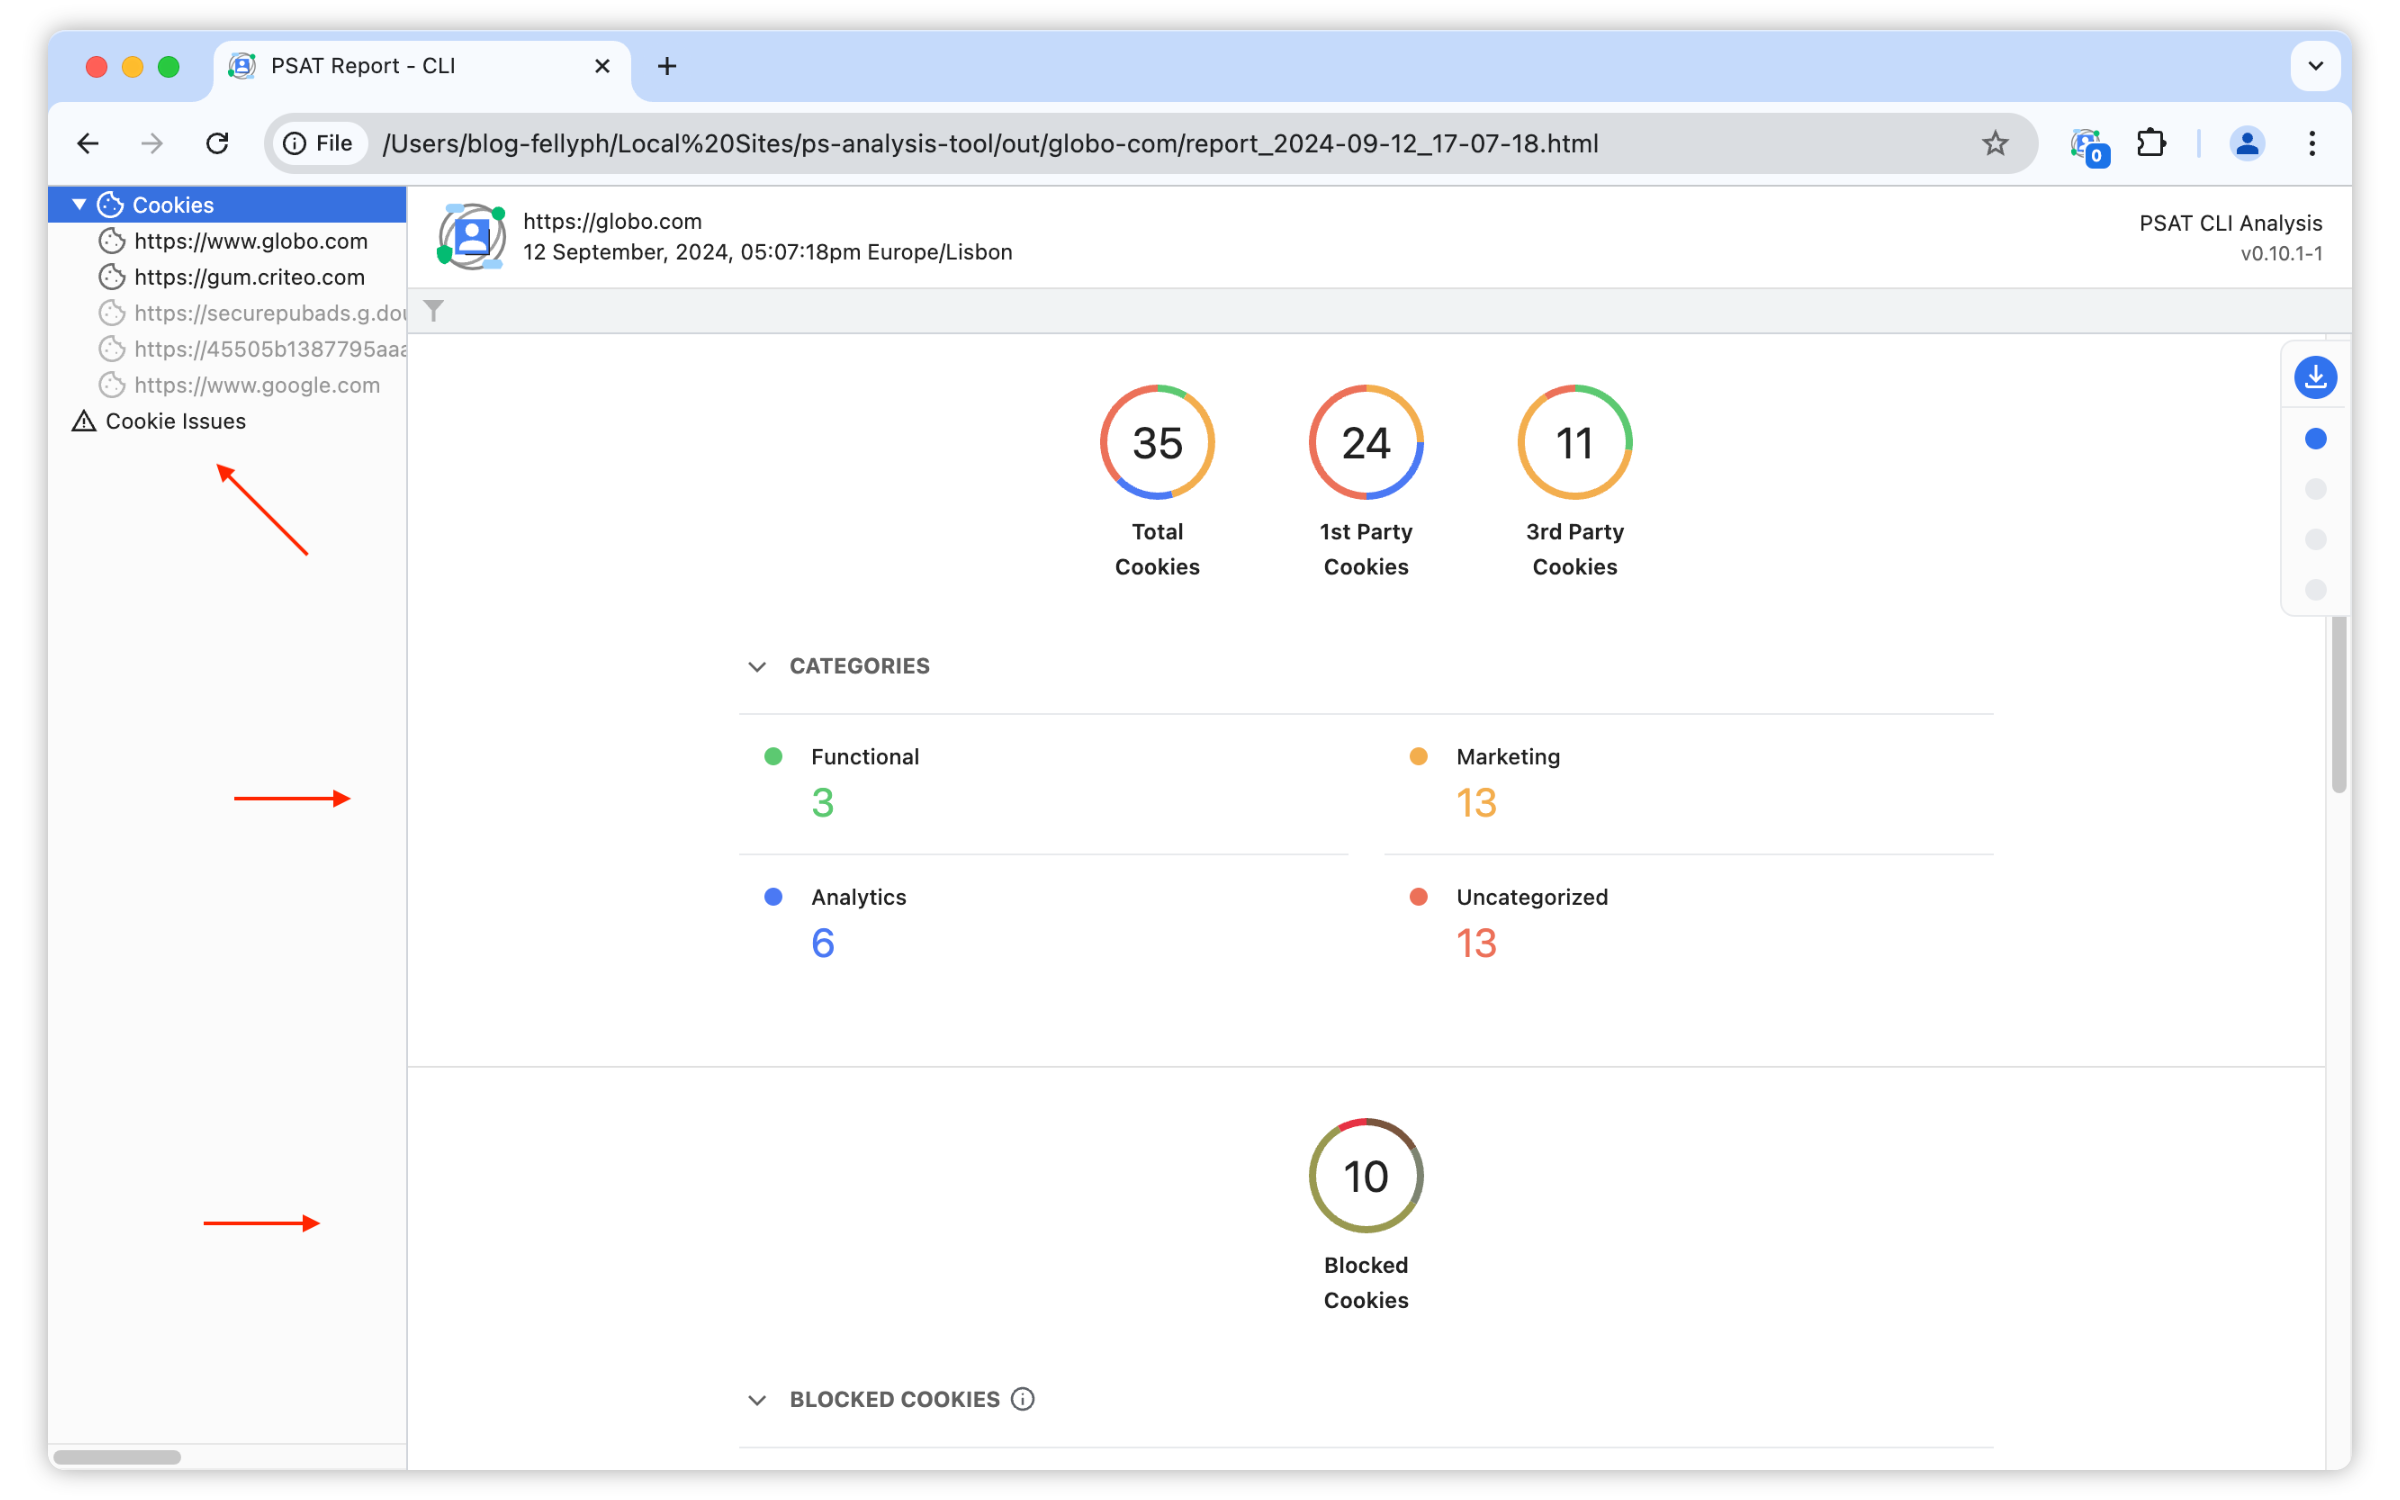 PSAT Report - CLI
File
/Users/blog-fellyph/Local%20Sites/ps-analysis-tool/out/globo-com/report_2024-09-12_17-07-18.html
0
Cookies
https://www.globo.com
https://gum.criteo.com
https://securepubads.g.dou
https://45505b1387795aaa
https://www.google.com
Cookie Issues
https://globo.com
12 September, 2024, 05:07:18pm Europe/Lisbon
PSAT CLI Analysis
v0.10.1-1
35
Total
Cookies
24
1st Party
Cookies
11
3rd Party
Cookies
CATEGORIES
Functional
3
Marketing
13
Analytics
6
Uncategorized
13
10
Blocked
Cookies
BLOCKED COOKIES